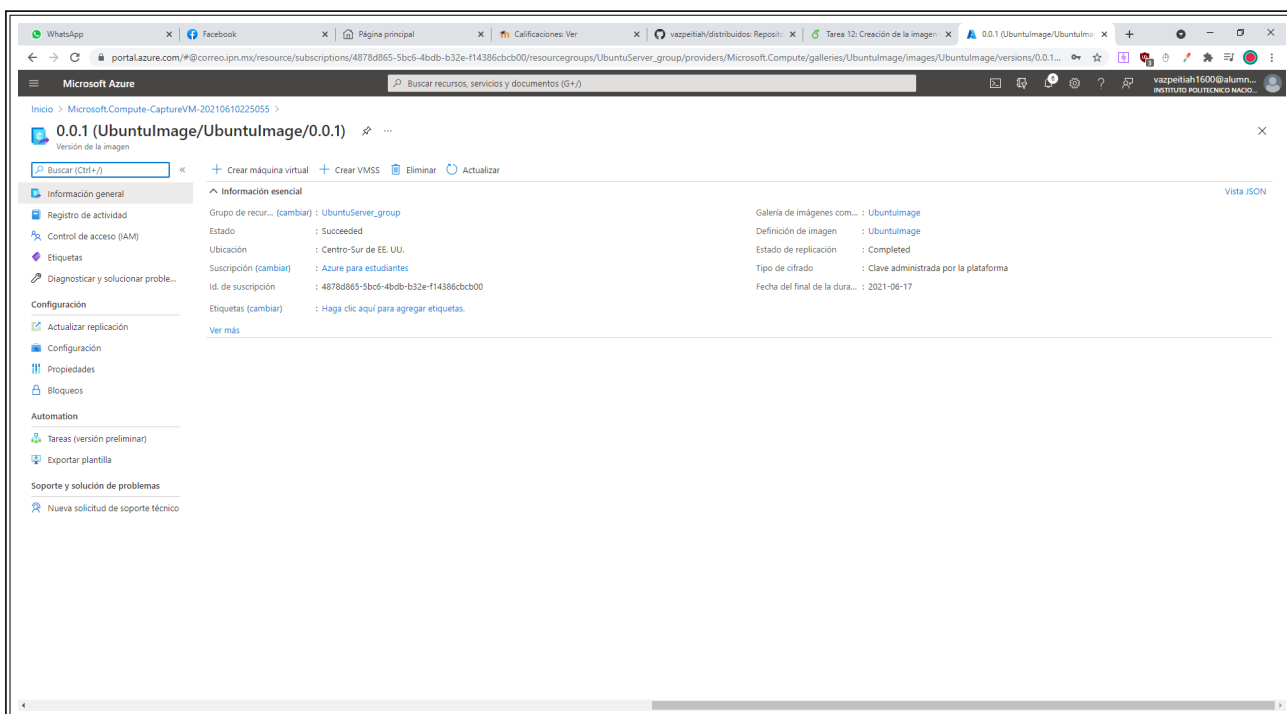 WhatsApp
Facebook
Página principal
Calificaciones: Ver
vazpeitiah/distribuidos: Reposito
Tarea 12: Creación de la imagen
0.0.1 (UbuntuImage/UbuntuIma
portal.azure.com/#@correo.ipn.mx/resource/subscriptions/4878d865-5bc6-4bdb-b32e-f14386cbcb00/resourcegroups/UbuntuServer_group/providers/Microsoft.Compute/galleries/UbuntuImage/images/UbuntuImage/versions/0.0.1...
Microsoft Azure
Buscar recursos, servicios y documentos (G+/)
vazpeitiah1600@alumn...
INSTITUTO POLITECNICO NACIO...
Inicio > Microsoft.Compute-CaptureVM-20210610225055 >
0.0.1 (UbuntuImage/UbuntuImage/0.0.1) ...
Versión de la imagen
Buscar (Ctrl+/)
«
+ Crear máquina virtual + Crear VMSS Eliminar Actualizar
Información general
Registro de actividad
Control de acceso (IAM)
Etiquetas
Diagnosticar y solucionar proble...
Configuración
Actualizar replicación
Configuración
Propiedades
Bloqueos
Automation
Tareas (versión preliminar)
Exportar plantilla
Soporte y solución de problemas
Nueva solicitud de soporte técnico
Información esencial
Vista JSON
Grupo de recur... (cambiar) : UbuntuServer_group
Estado : Succeeded
Ubicación : Centro-Sur de EE. UU.
Suscripción (cambiar) : Azure para estudiantes
Id. de suscripción : 4878d865-5bc6-4bdb-b32e-f14386cbcb00
Etiquetas (cambiar) : Haga clic aquí para agregar etiquetas.
Ver más
Galería de imágenes com... : UbuntuImage
Definición de imagen : UbuntuImage
Estado de replicación : Completed
Tipo de cifrado : Clave administrada por la plataforma
Fecha del final de la dura... : 2021-06-17